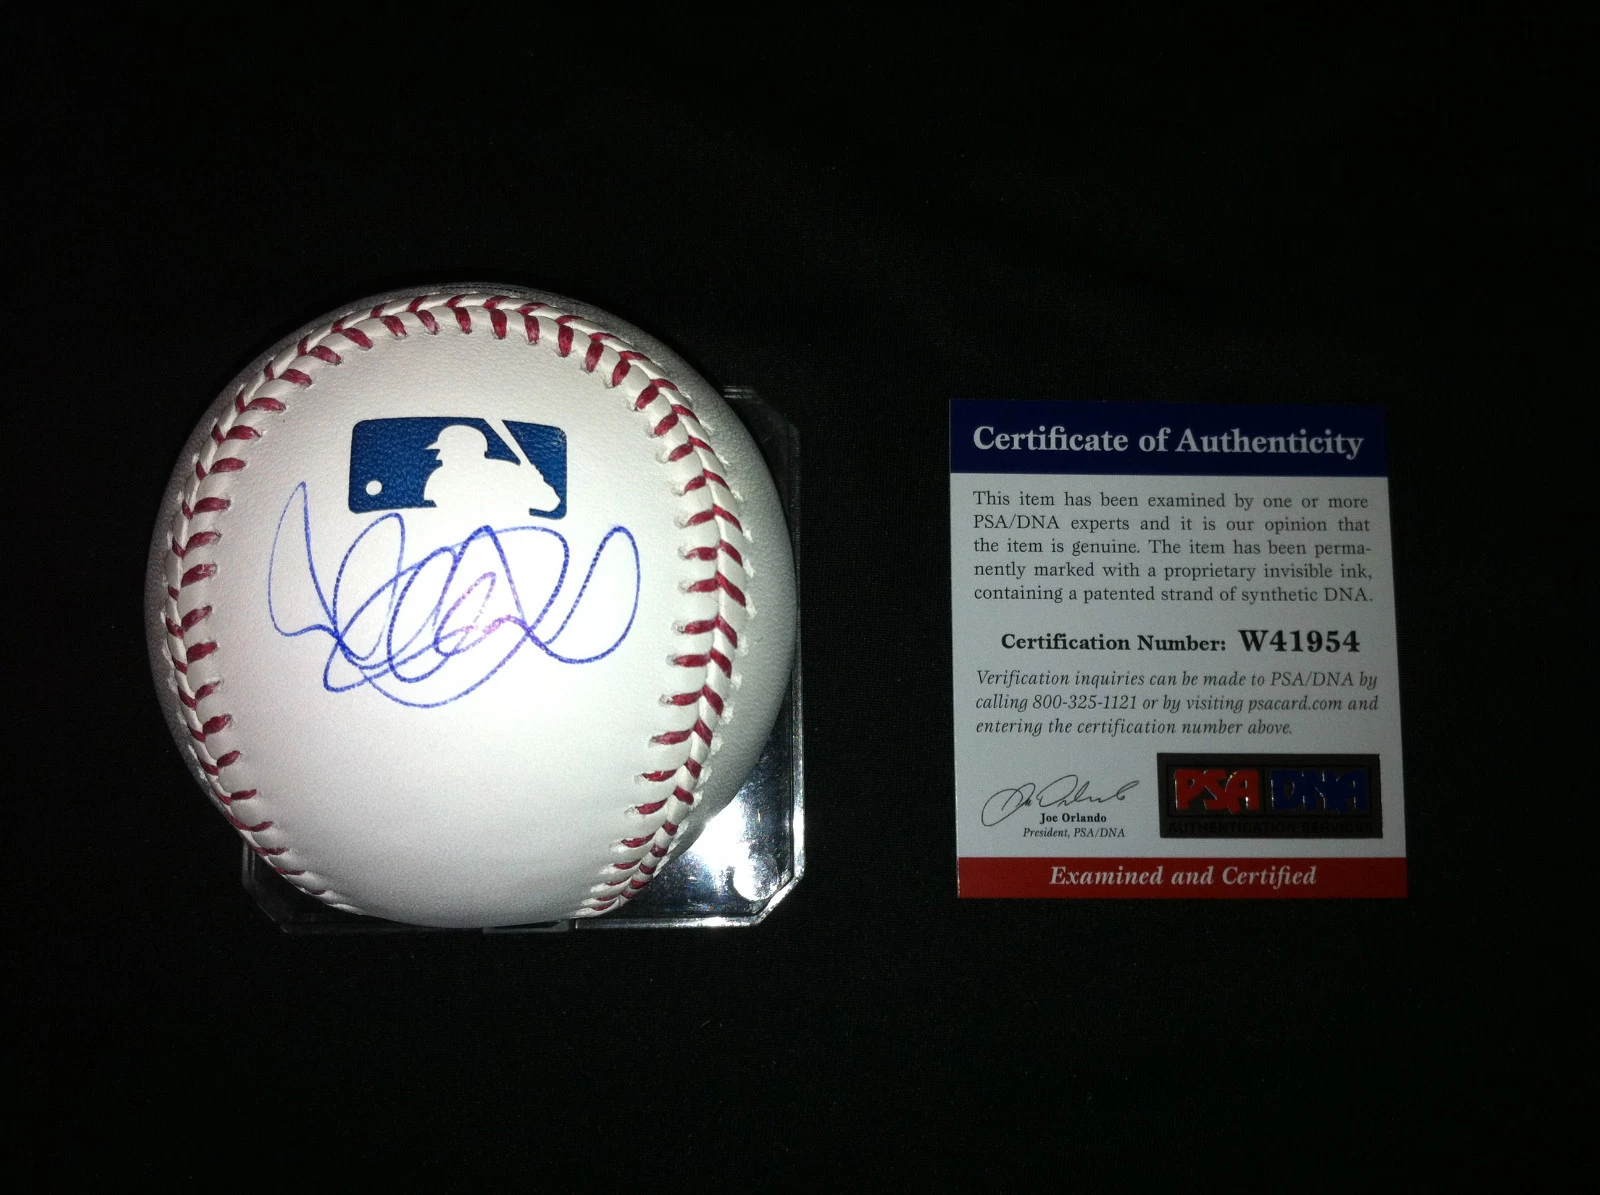 Certificate of Authenticity
This item has been examined by one or more
PSA/DNA experts and it is our opinion that
the item is genuine. The item has been perma-
nently marked with a proprietary invisible ink,
containing a patented strand of synthetic DNA.
Certification Number: W41954
Verification inquiries can be made to PSA/DNA by
calling 800-325-1121 or by visiting psacard.com and
entering the certification number above.
Joe Orlando
President, PSA/DNA
PSA DNA
AUTHENTICATION SERVICES
Examined and Certified